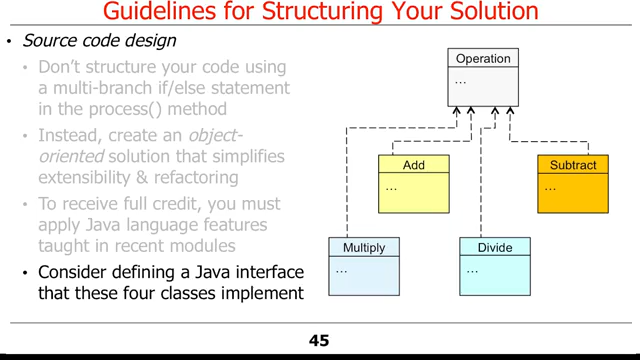 Guidelines for Structuring Your Solution
• Source code design
• Don’t structure your code using
a multi-branch if/else statement
in the process() method
• Instead, create an object-
oriented solution that simplifies
extensibility & refactoring
• To receive full credit, you must
apply Java language features
taught in recent modules
• Consider defining a Java interface
that these four classes implement
Operation
...
Add
...
Subtract
...
Multiply
...
Divide
...
45